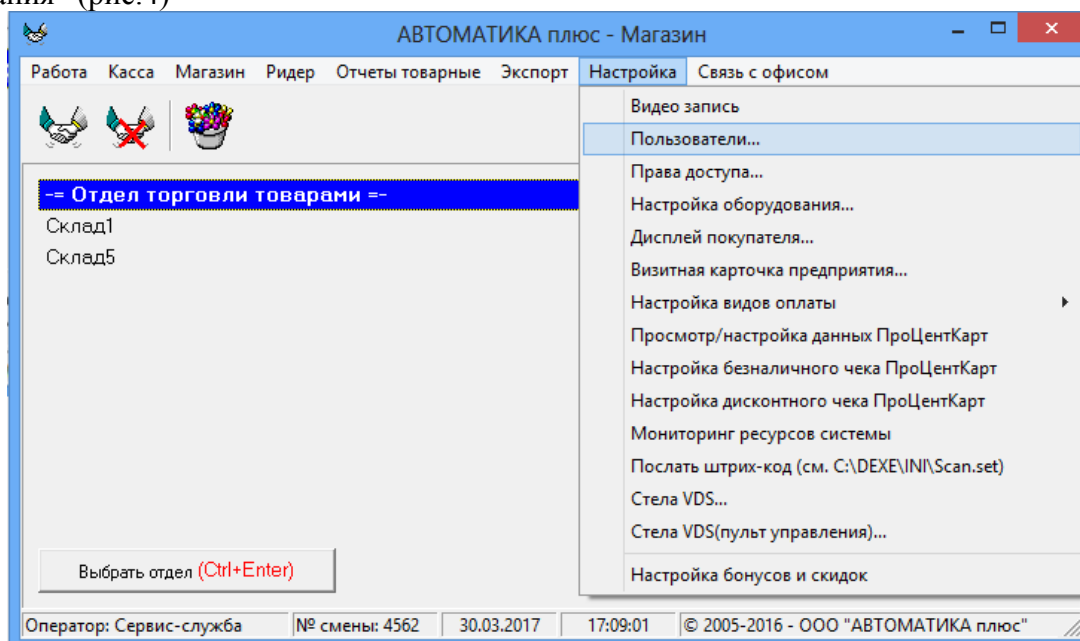 (рис.4)
АВТОМАТИКА плюс - Магазин
Работа Касса Магазин Ридер Отчеты товарные Экспорт Настройка Связь с офисом
Видео запись
Пользователи...
Права доступа...
Настройка оборудования...
Дисплей покупателя...
Визитная карточка предприятия...
Настройка видов оплаты
Просмотр/настройка данных ПроЦентКарт
Настройка безналичного чека ПроЦентКарт
Настройка дисконтного чека ПроЦентКарт
Мониторинг ресурсов системы
Послать штрих-код (см. C:\DEXE\INI\Scan.set)
Стела VDS...
Стела VDS(пульт управления)...
Настройка бонусов и скидок
-= Отдел торговли товарами =-
Склад1
Склад5
Выбрать отдел (Ctrl+Enter)
Оператор: Сервис-служба № смены: 4562 30.03.2017 17:09:01 © 2005-2016 - ООО "АВТОМАТИКА плюс"